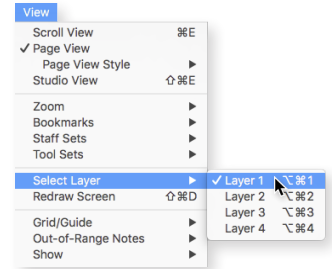 View
Scroll View ⌘E
✓ Page View
Page View Style ▶
Studio View ⇧⌘E
Zoom ▶
Bookmarks ▶
Staff Sets ▶
Tool Sets ▶
Select Layer ▶
✓ Layer 1 ⌥⌘1
Redraw Screen ⇧⌘D
Layer 2 ⌥⌘2
Layer 3 ⌥⌘3
Grid/Guide ▶
Layer 4 ⌥⌘4
Out-of-Range Notes ▶
Show ▶